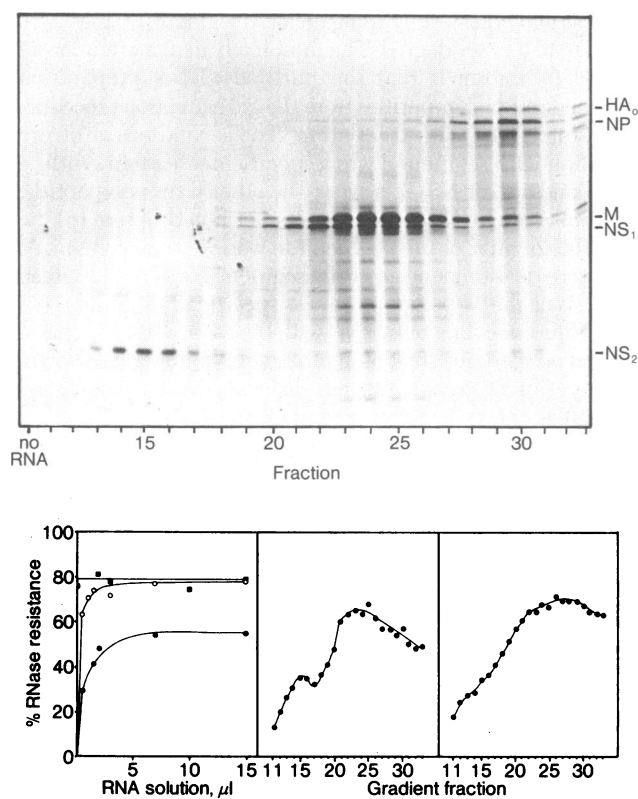 HAo
NP
M
NS1
NS2
no RNA
15
20
25
30
Fraction
% RNase resistance
100
80
60
40
20
0
5
10
15
RNA solution, μl
11
15
20
25
30
11
15
20
25
30
Gradient fraction